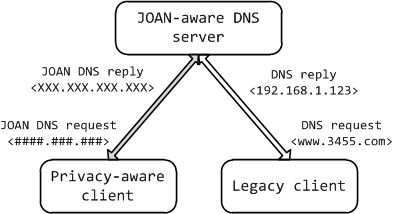 JOAN-aware DNS
server
JOAN DNS reply
<XXX.XXX.XXX.XXX>
DNS reply
<192.168.1.123>
JOAN DNS request
<####.###.###>
DNS request
<www.3455.com>
Privacy-aware
client
Legacy client